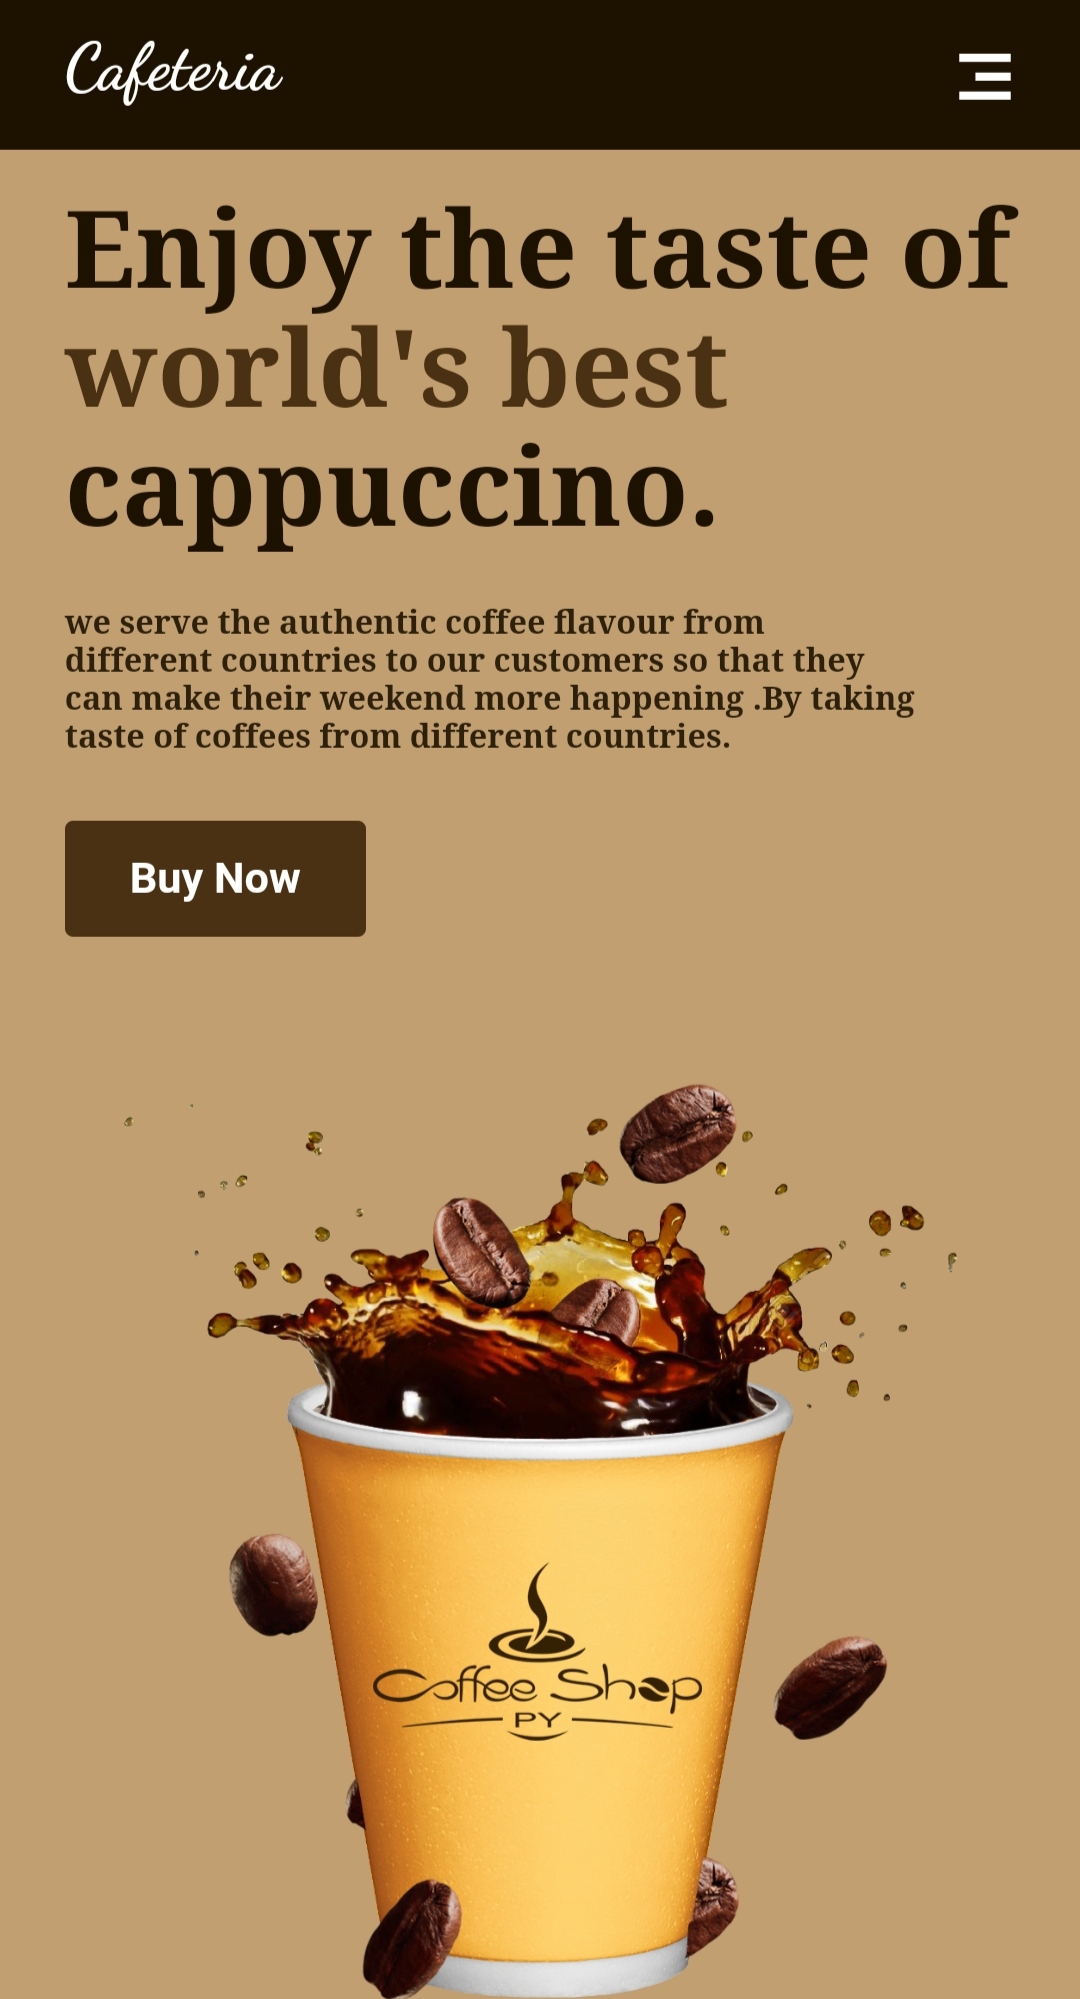 Cafeteria
Enjoy the taste of
world's best
cappuccino.
we serve the authentic coffee flavour from
different countries to our customers so that they
can make their weekend more happening .By taking
taste of coffees from different countries.
Buy Now
Coffee Shop
PY